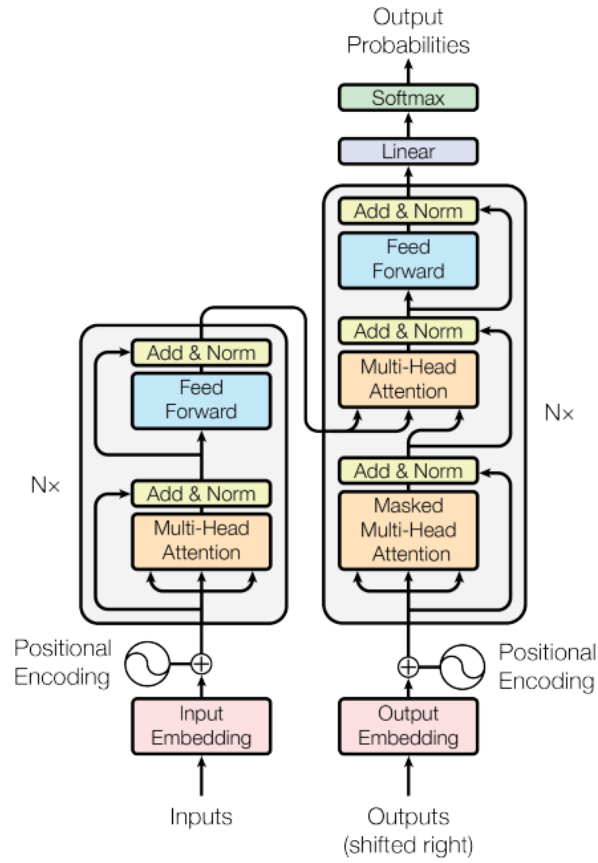 Output
Probabilities
Softmax
Linear
Add & Norm
Feed
Forward
Add & Norm
Multi-Head
Attention
Add & Norm
Masked
Multi-Head
Attention
N×
Add & Norm
Feed
Forward
Add & Norm
Multi-Head
Attention
N×
Positional
Encoding
Positional
Encoding
Input
Embedding
Output
Embedding
Inputs
Outputs
(shifted right)